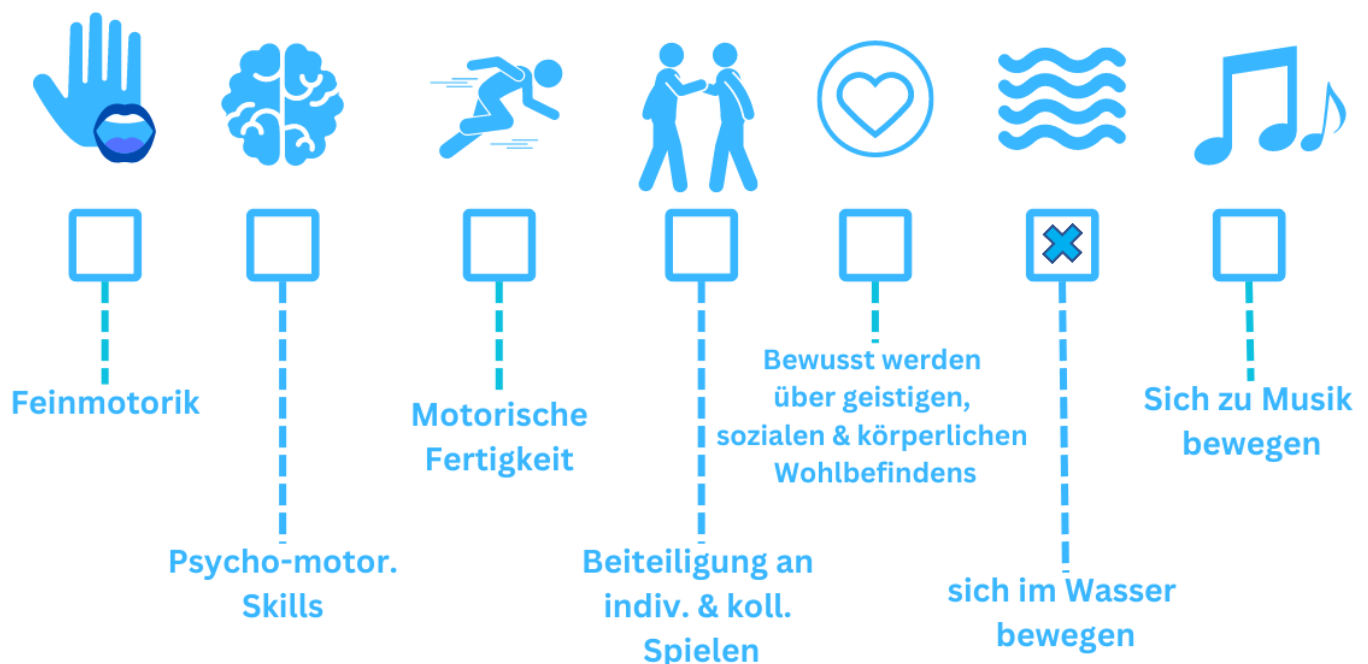 Feinmotorik
Psycho-motor.
Skills
Motorische
Fertigkeit
Beiteiligung an
indiv. & koll.
Spielen
Bewusst werden
über geistigen,
sozialen & körperlichen
Wohlbefindens
sich im Wasser
bewegen
Sich zu Musik
bewegen